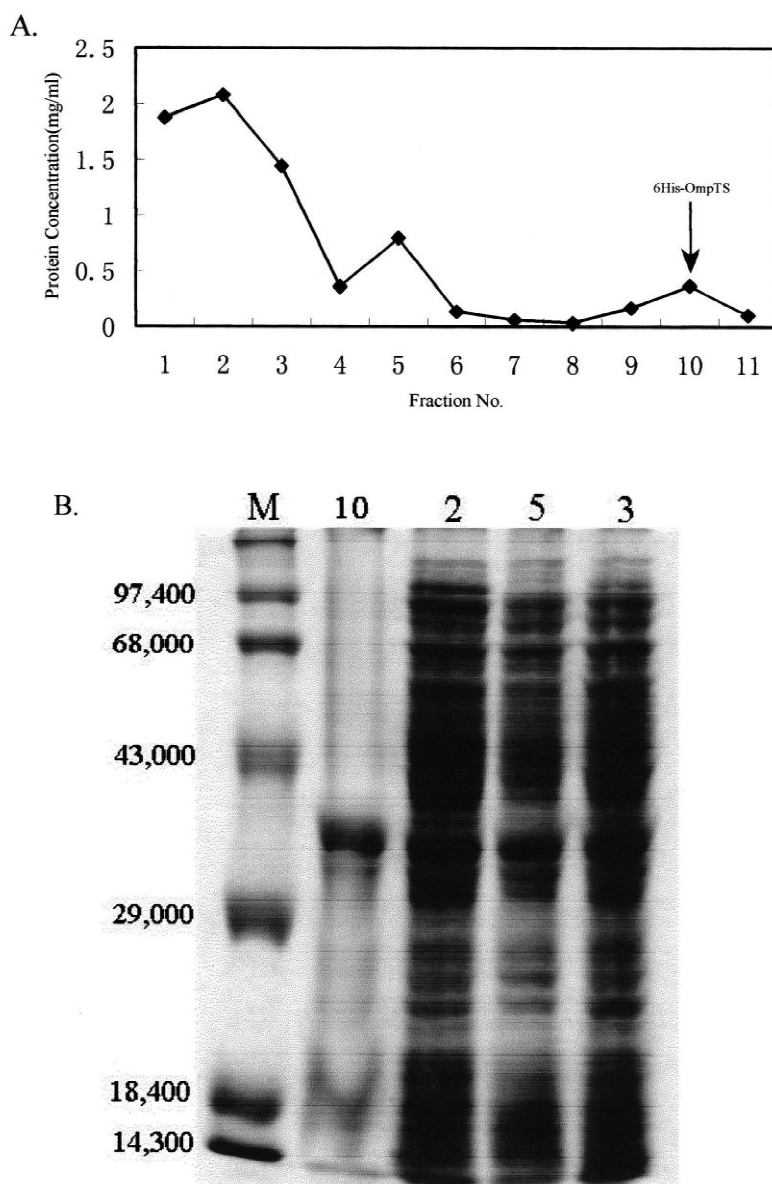 A.
Protein Concentration(mg/ml)
2.5
2
1.5
1
0.5
0
6His-OmpTS
1 2 3 4 5 6 7 8 9 10 11
Fraction No.
B.
M 10 2 5 3
97,400
68,000
43,000
29,000
18,400
14,300